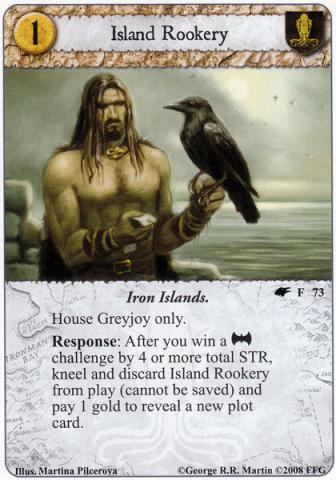 1
Island Rookery
Iron Islands.
F 73
House Greyjoy only.
Response: After you win a
challenge by 4 or more total STR,
kneel and discard Island Rookery
from play (cannot be saved) and
pay 1 gold to reveal a new plot
card.
Illus. Martina Pilcerova ©George R.R. Martin ©2008 FFG